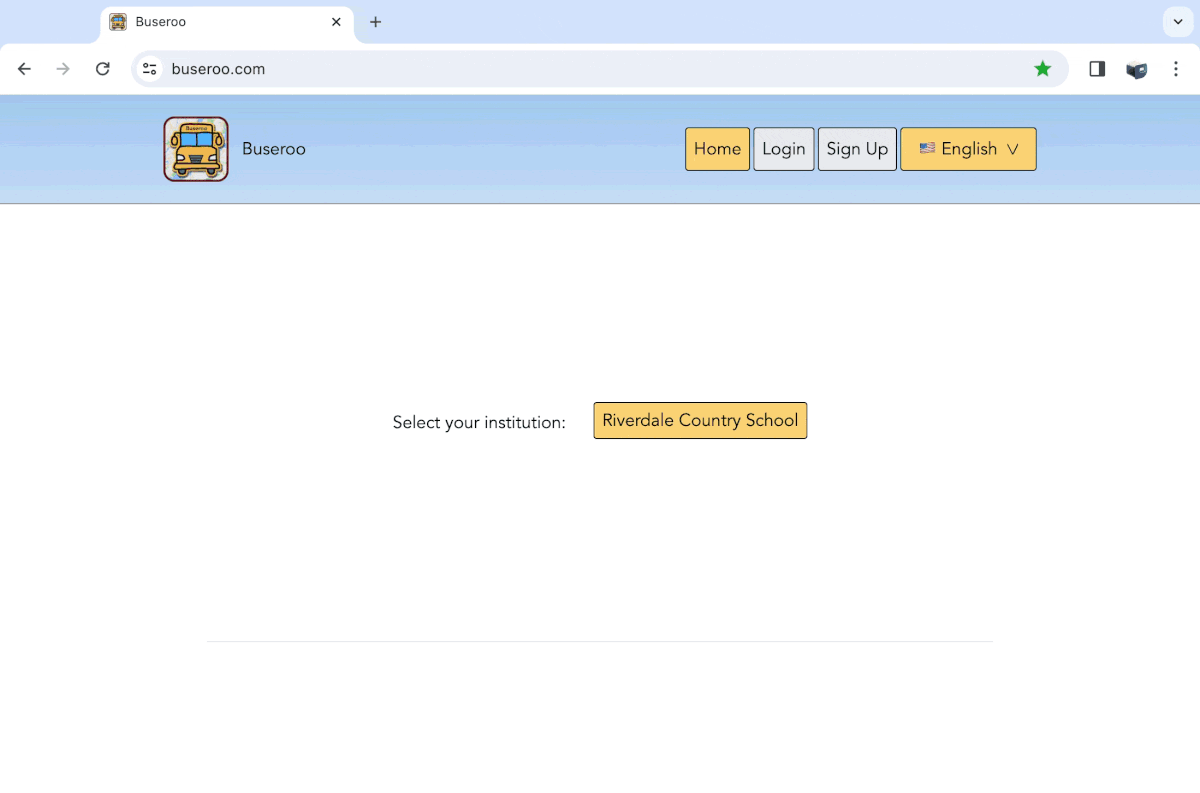 Buseroo
buseroo.com
Buseroo
Buseroo
Home
Login
Sign Up
English
Select your institution:
Riverdale Country School